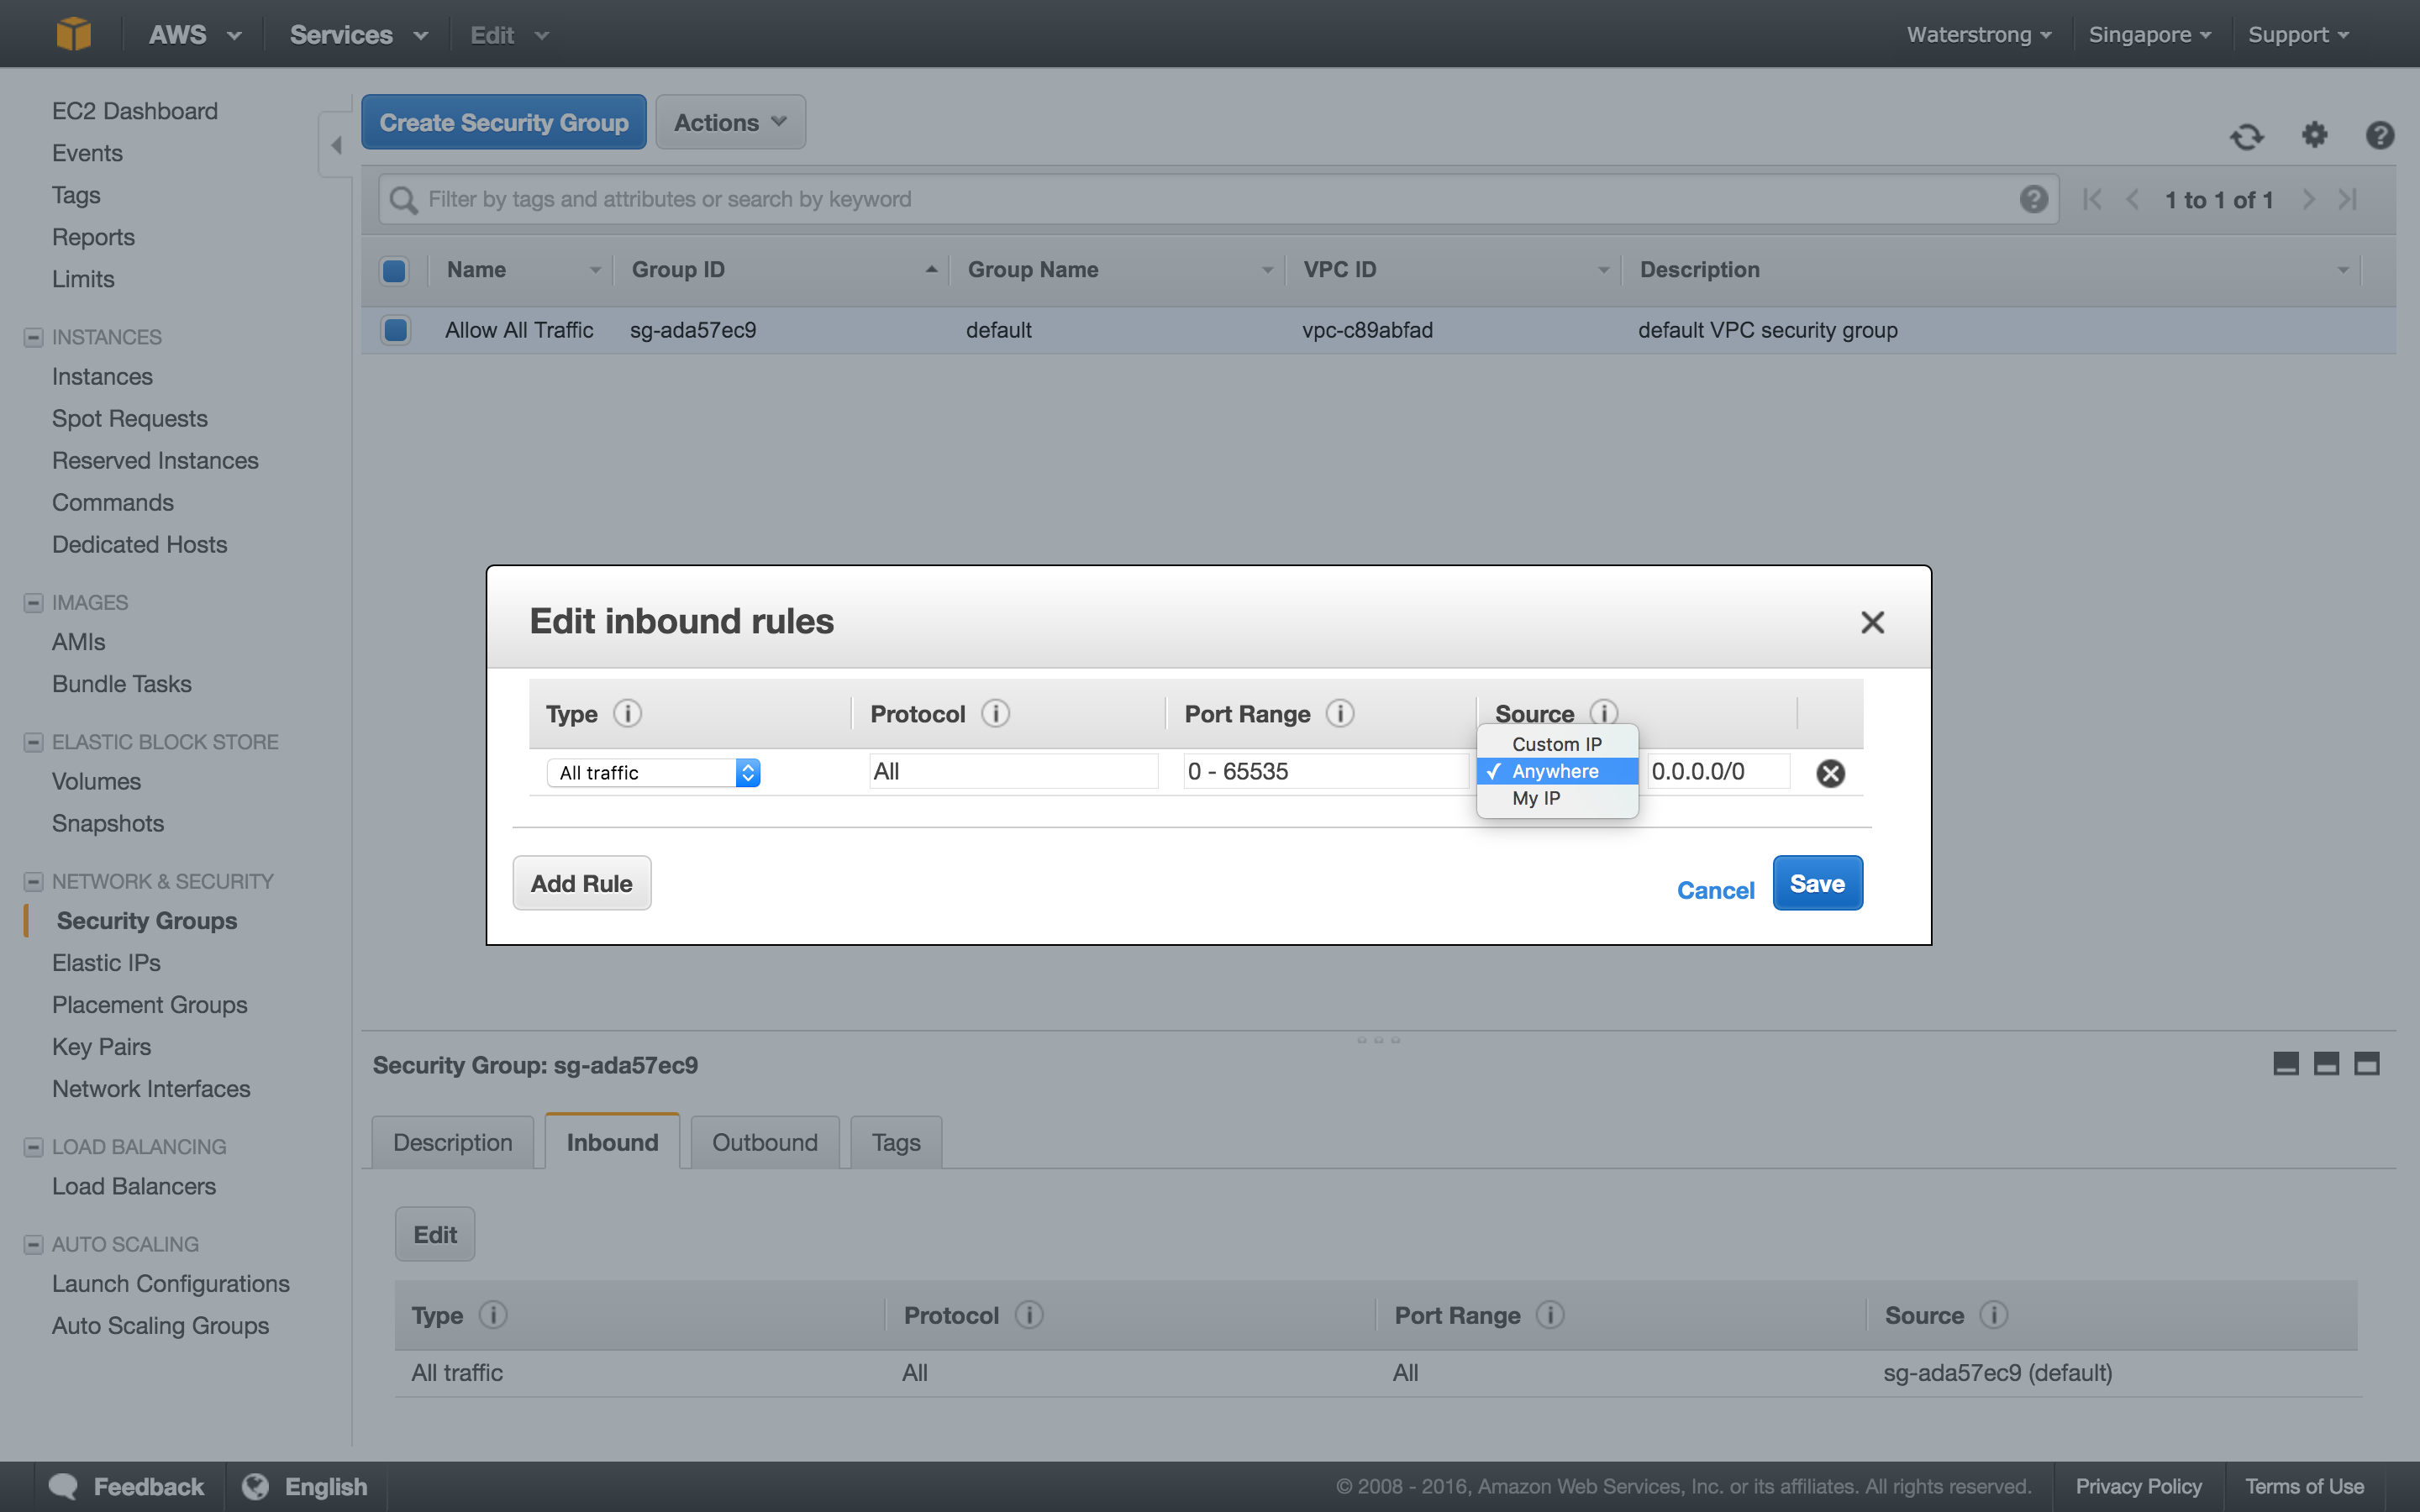 AWS Services Edit Waterstrong Singapore Support
EC2 Dashboard
Events
Tags
Reports
Limits
INSTANCES
Instances
Spot Requests
Reserved Instances
Commands
Dedicated Hosts
IMAGES
AMIs
Bundle Tasks
ELASTIC BLOCK STORE
Volumes
Snapshots
NETWORK & SECURITY
Security Groups
Elastic IPs
Placement Groups
Key Pairs
Network Interfaces
LOAD BALANCING
Load Balancers
AUTO SCALING
Launch Configurations
Auto Scaling Groups
Create Security Group Actions
Filter by tags and attributes or search by keyword 1 to 1 of 1
Name Group ID Group Name VPC ID Description
Allow All Traffic sg-ada57ec9 default vpc-c89abfad default VPC security group
Edit inbound rules
Type Protocol Port Range Source
Custom IP
All traffic All 0 - 65535 ✓ Anywhere 0.0.0.0/0
My IP
Add Rule Cancel Save
Security Group: sg-ada57ec9
Description Inbound Outbound Tags
Edit
Type Protocol Port Range Source
All traffic All All sg-ada57ec9 (default)
Feedback English © 2008 - 2016, Amazon Web Services, Inc. or its affiliates. All rights reserved. Privacy Policy Terms of Use